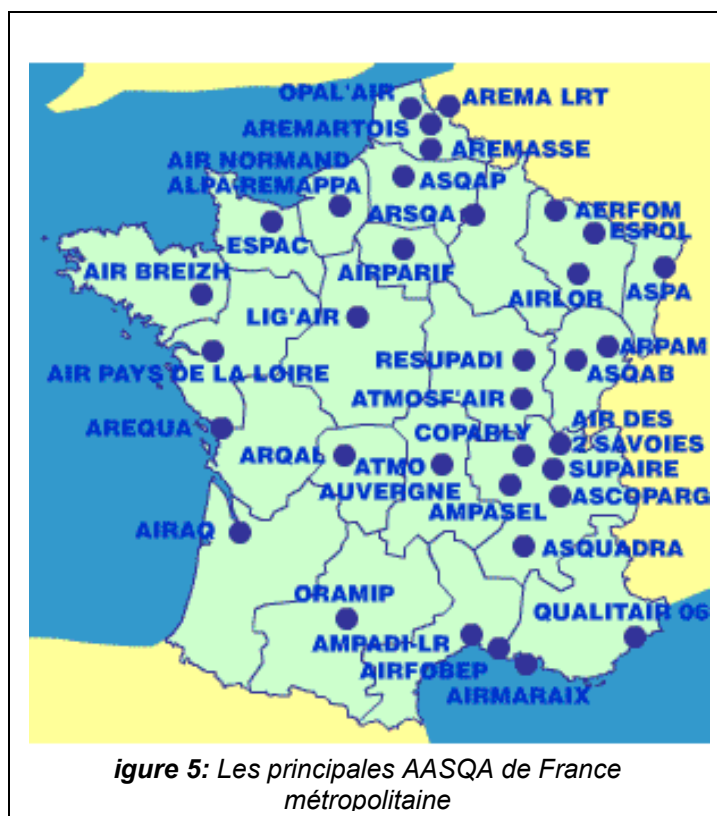 OPAL'AIR
AREMA LRT
AREMARTOIS
AREMASSE
AIR NORMAND
ALPA-REMAPPA
ASQAP
ARSQA
AERFOM
ESPOL
ESPAC
AIRPARIF
AIR BREIZH
AIRLOR
ASPA
LIG'AIR
ARPAM
RESUPADI
ASQAB
AIR PAYS DE LA LOIRE
ATMOSF'AIR
AIR DES
2 SAVOIES
AREQUA
COPARLY
ARQAL
ATMO
AUVERGNE
SUPAIRE
AMPASEL
ASCOPARG
AIRAQ
ASQUADRA
ORAMIP
QUALITAIR 06
AMPADI-LR
AIRFOBEP
AIRMARAIX
igure 5: Les principales AASQA de France
métropolitaine